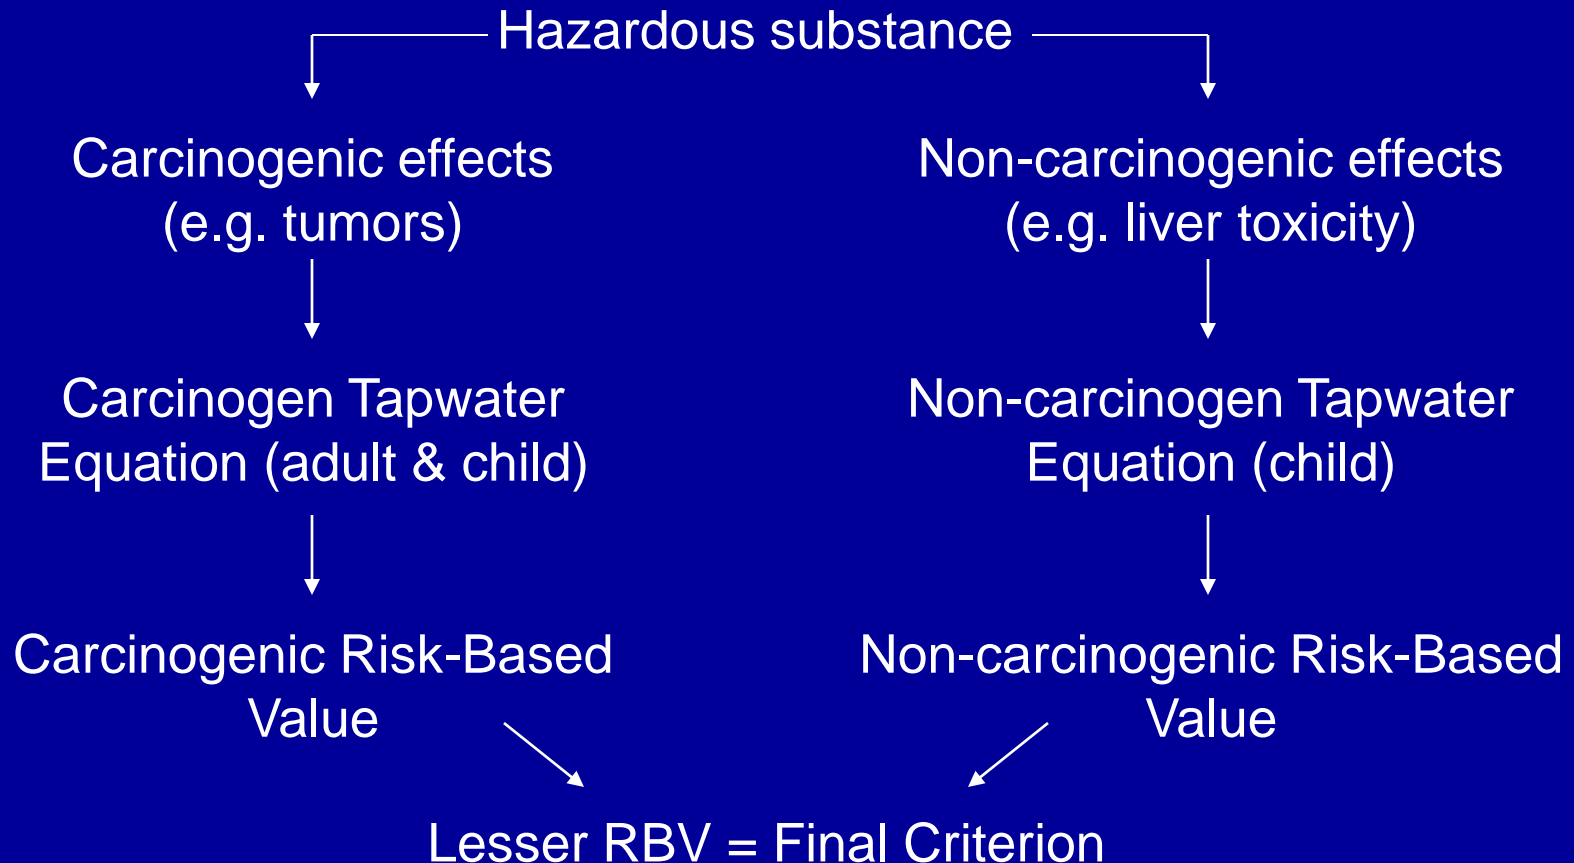 Hazardous substance
Carcinogenic effects
(e.g. tumors)
Non-carcinogenic effects
(e.g. liver toxicity)
Carcinogen Tapwater
Equation (adult & child)
Non-carcinogen Tapwater
Equation (child)
Carcinogenic Risk-Based
Value
Non-carcinogenic Risk-Based
Value
Lesser RBV = Final Criterion